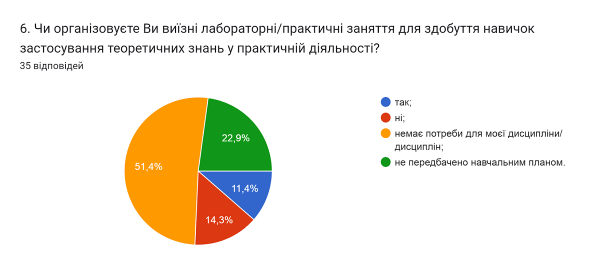 6. Чи організовуєте Ви виїзні лабораторні/практичні заняття для здобуття навичок
застосування теоретичних знань у практичній діяльності?
35 відповідей
так;
ні;
немає потреби для моєї дисципліни/
дисциплін;
не передбачено навчальним планом.
22,9%
51,4%
11,4%
14,3%